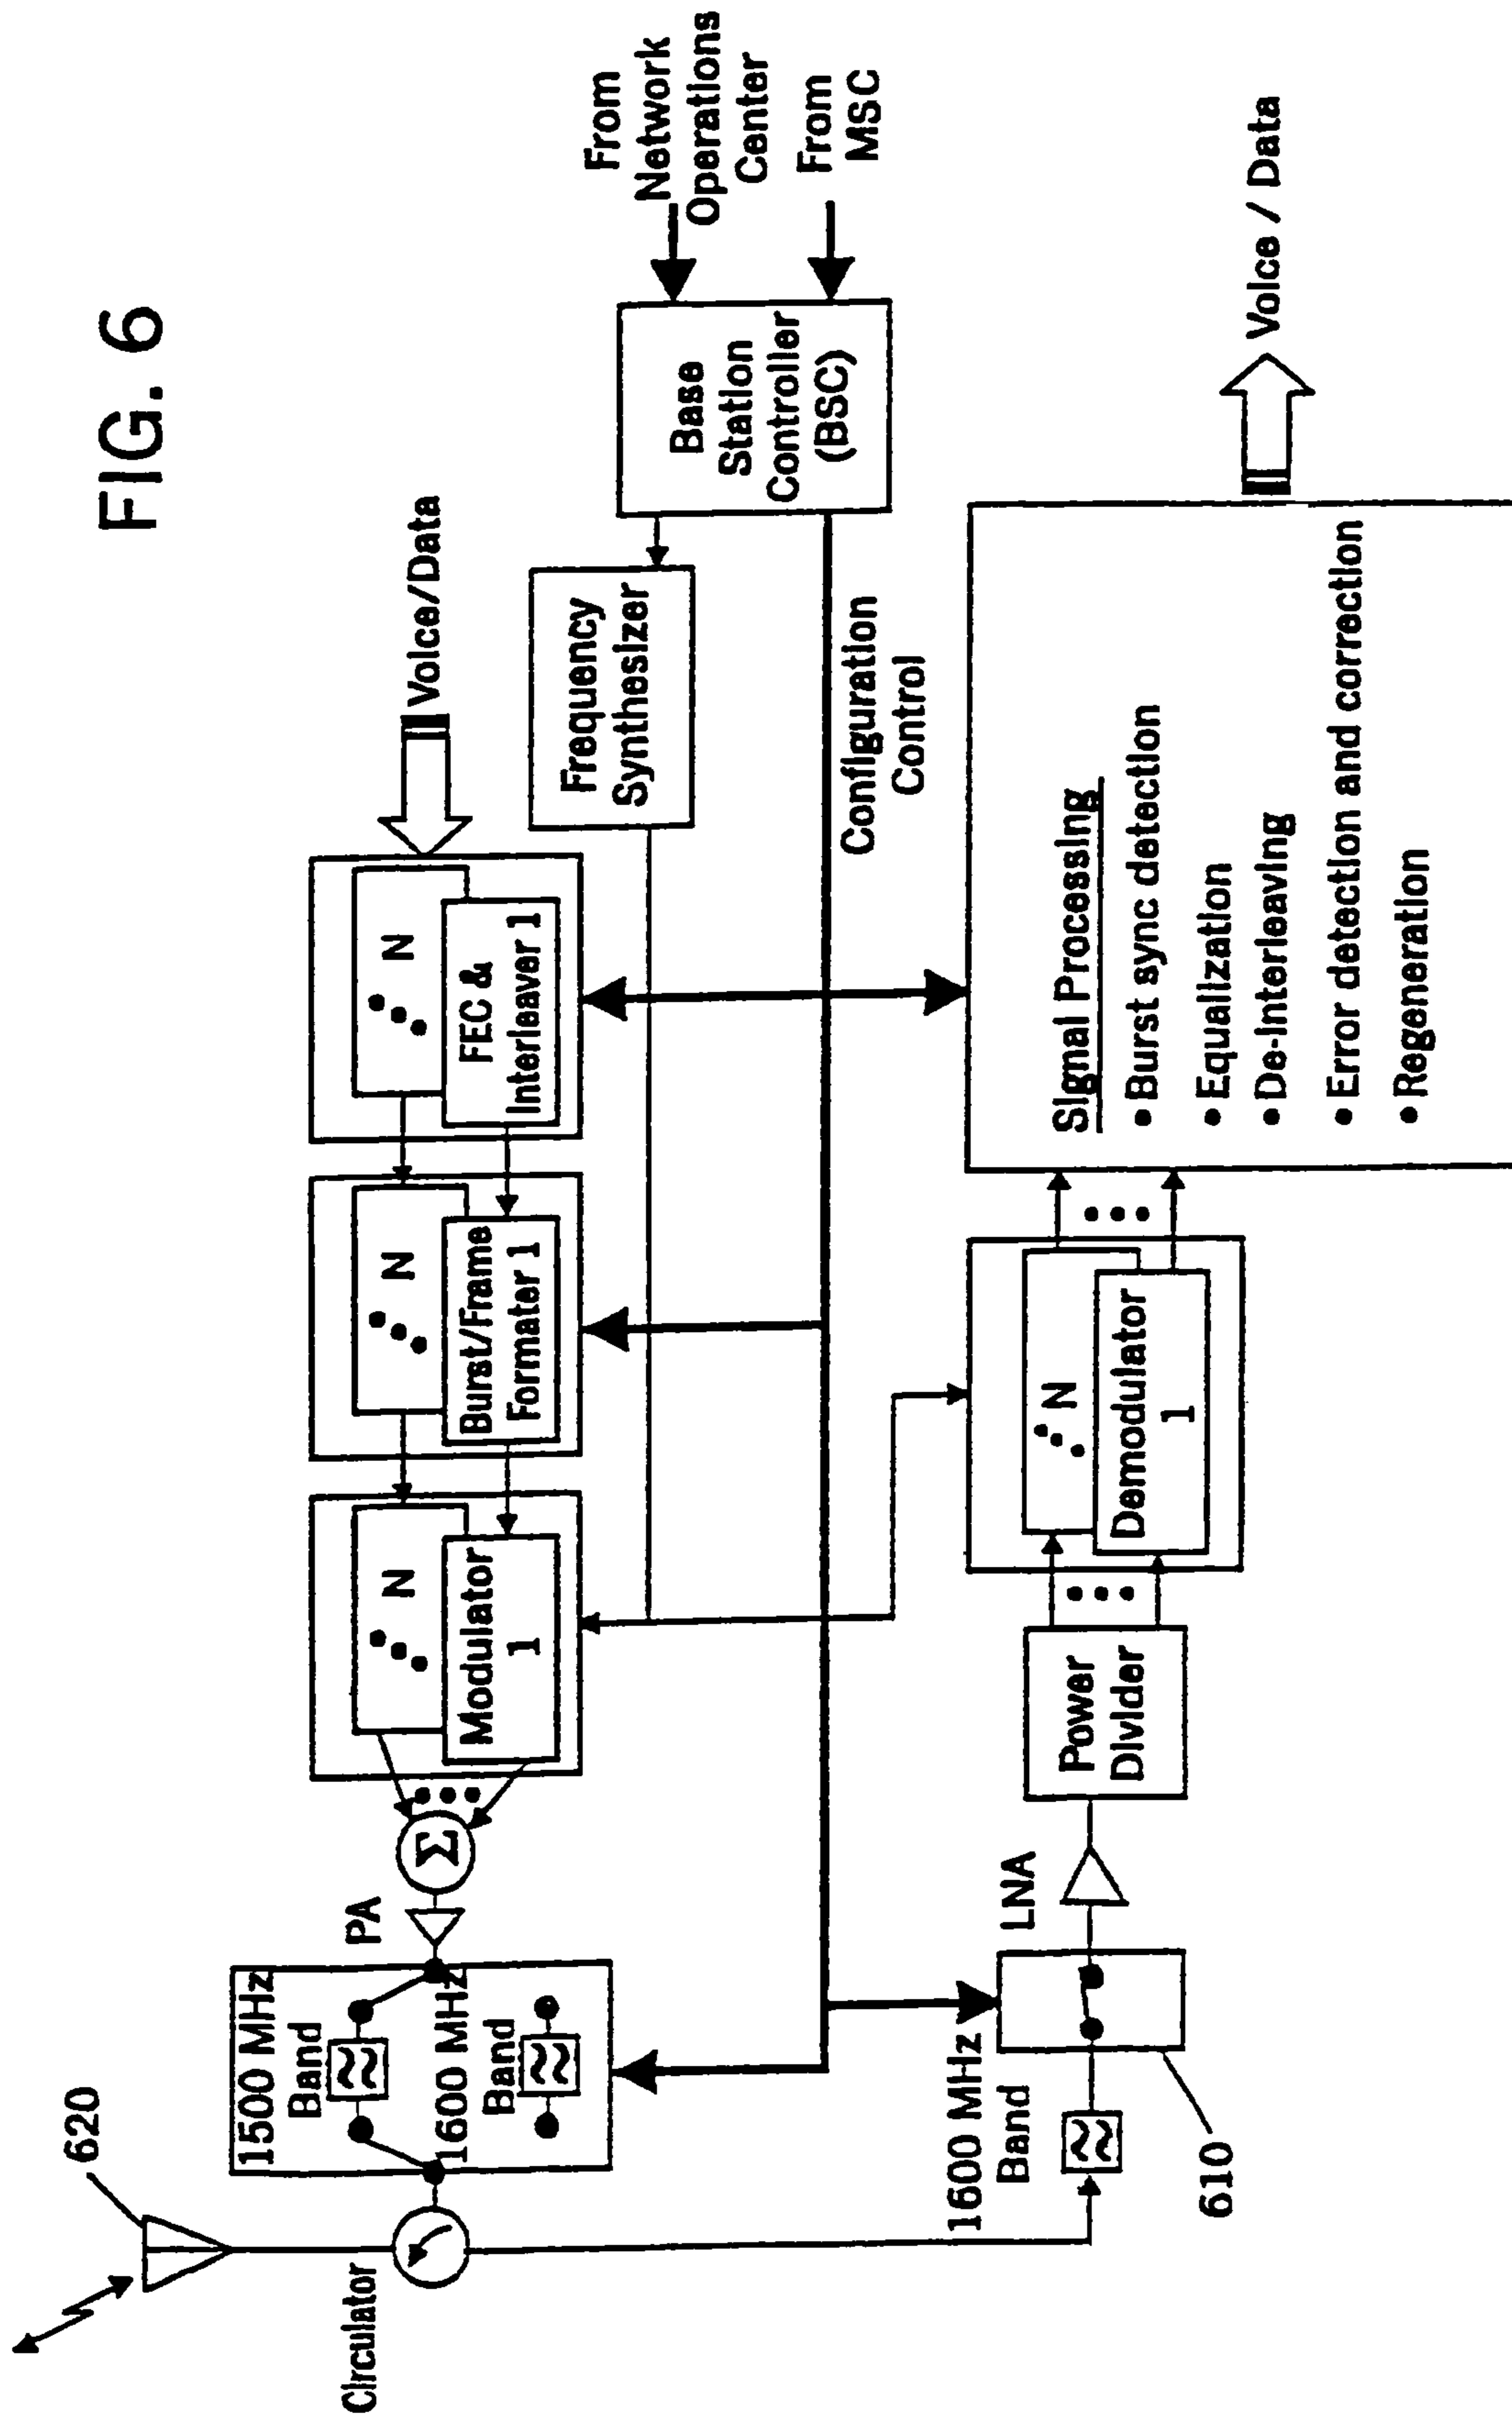 FIG. 6
620
Circulator
1500 MHz
Band
1600 MHz
Band
PA
Σ
N
Modulator
1
N
Burst/Frame
Formater 1
N
FEC &
Interleaver 1
Voice/Data
Frequency
Synthesizer
Base
Station
Controller
(BSC)
From
Network
Operations
Center
From
MSC
Configuration
Control
1600 MHz
Band
610
LNA
Power
Divider
N
Demodulator
1
Signal Processing
• Burst sync detection
• Equalization
• De-Interleaving
• Error detection and correction
• Regeneration
Voice / Data